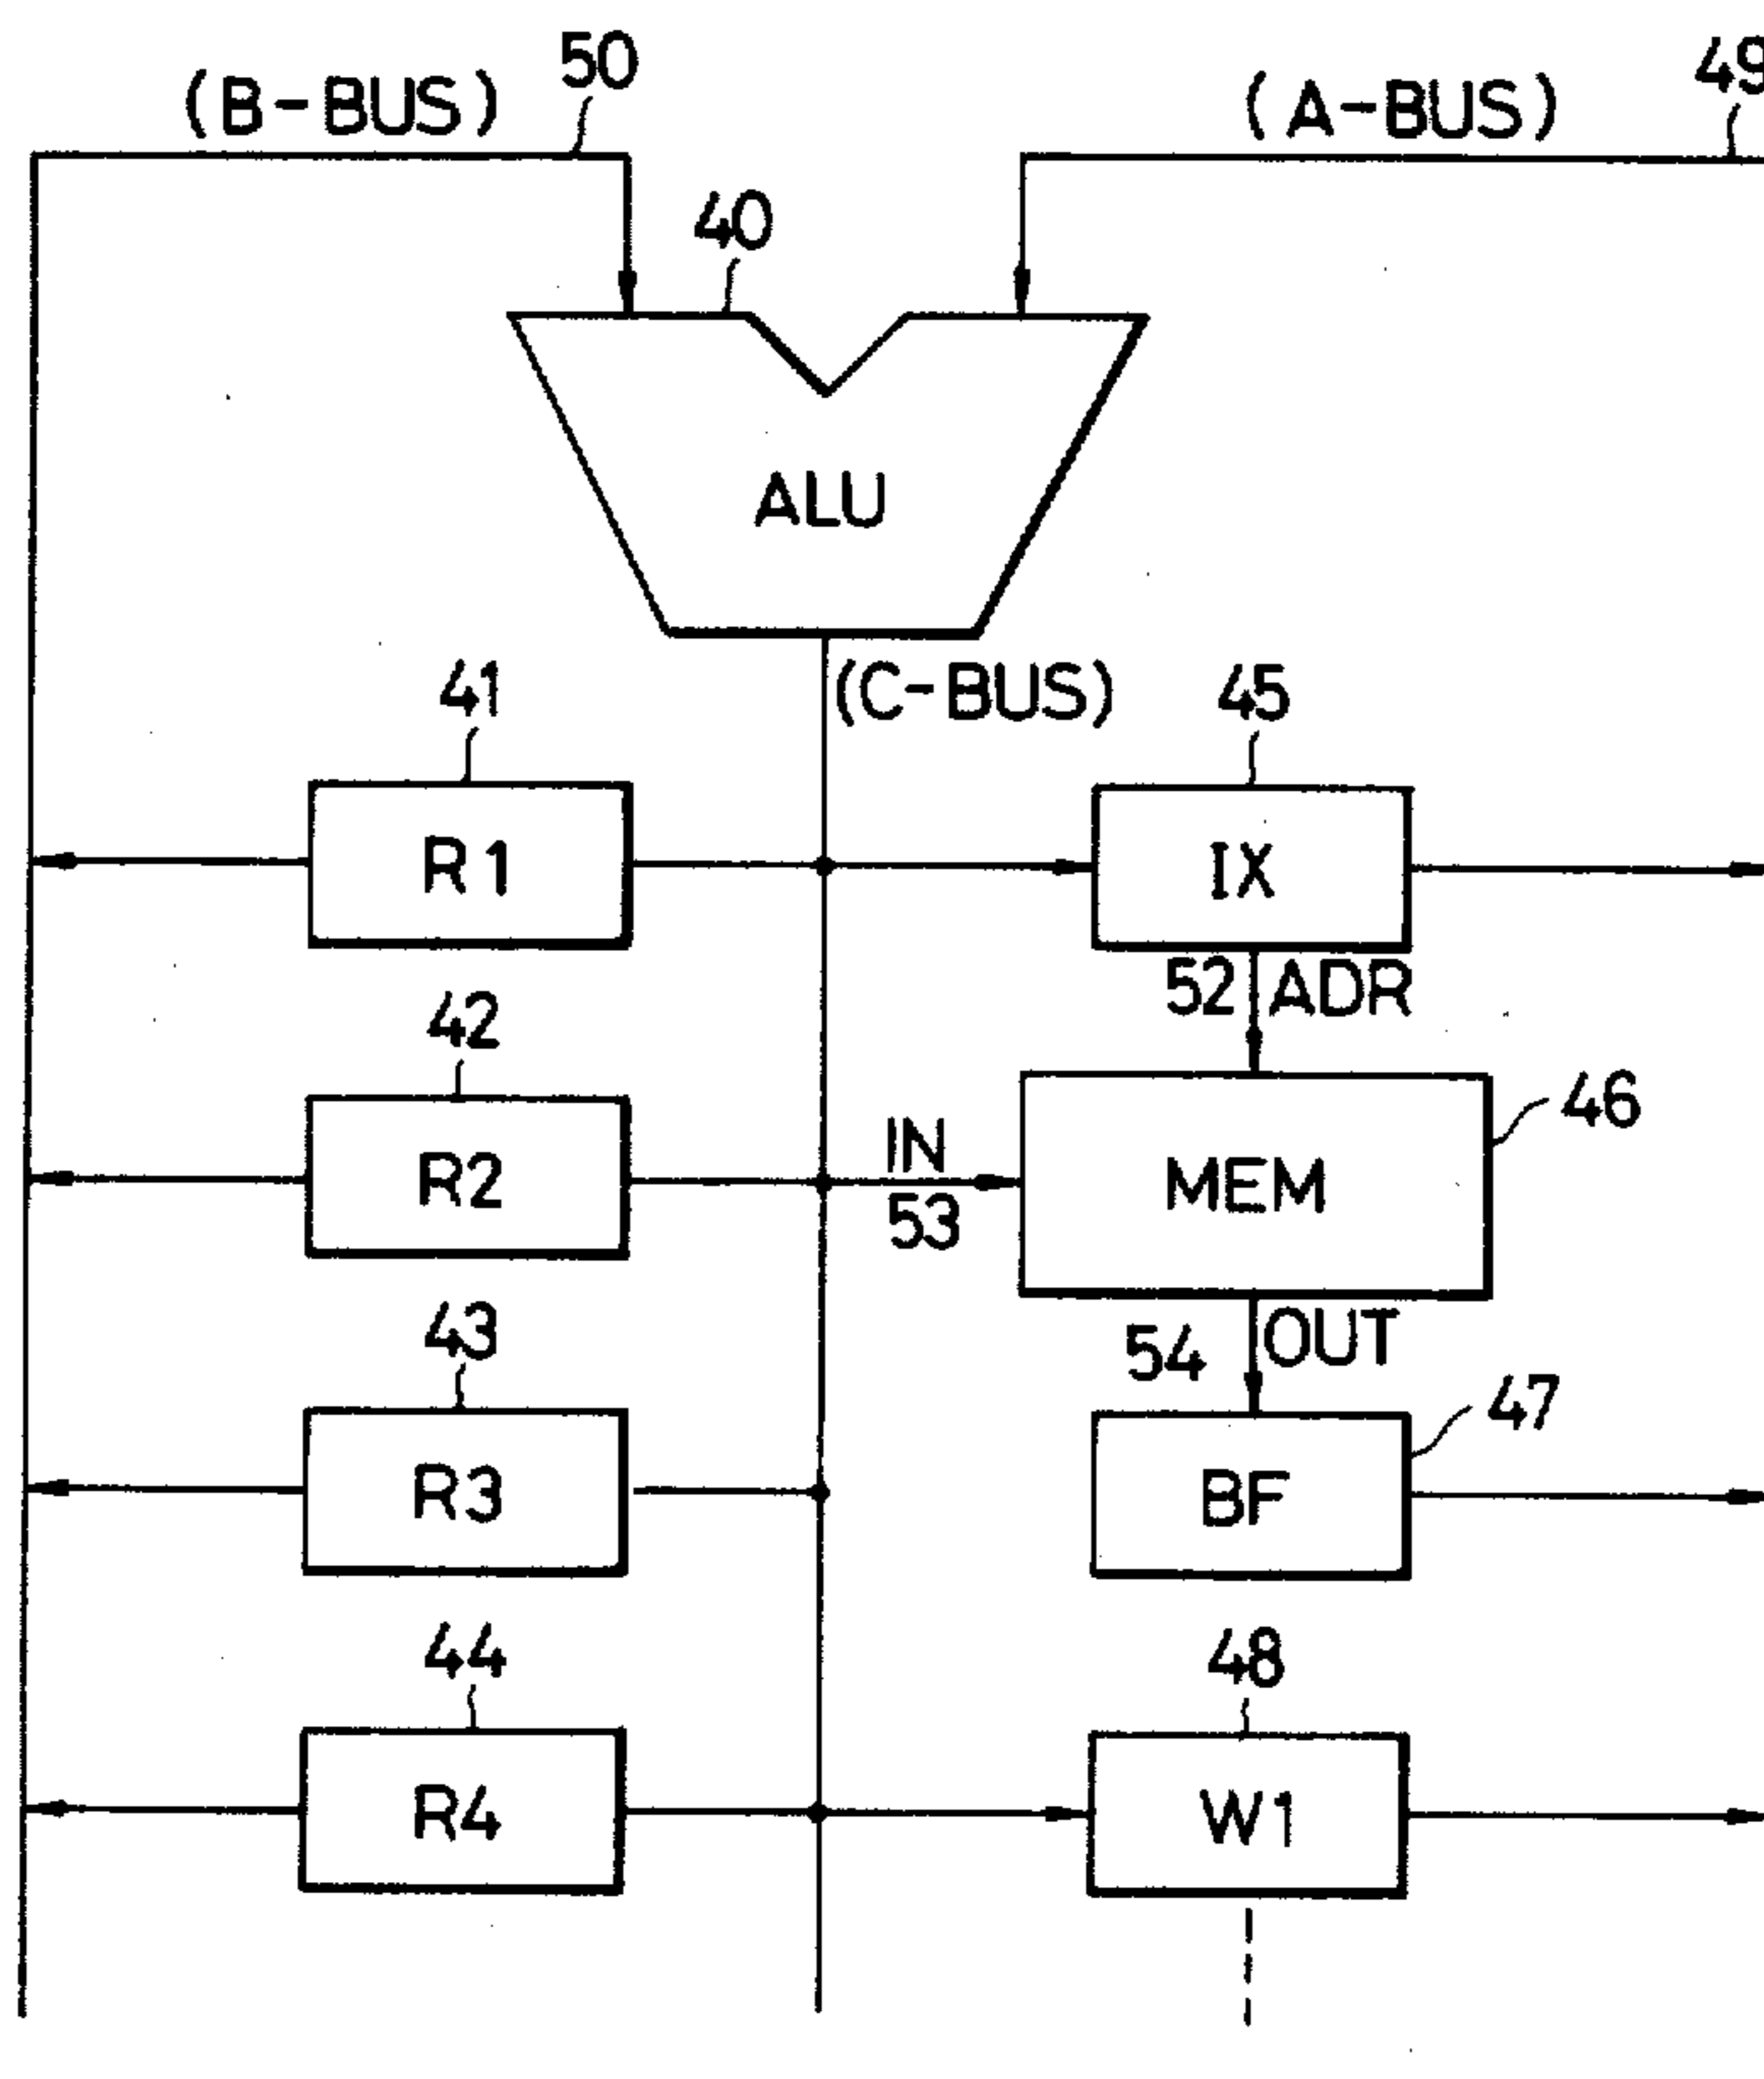 50
49
(B-BUS)
(A-BUS)
40
ALU
(C-BUS)
41
45
R1
IX
52 ADR
42
46
R2
IN
53
MEM
43
54 OUT
47
R3
BF
44
48
R4
W1